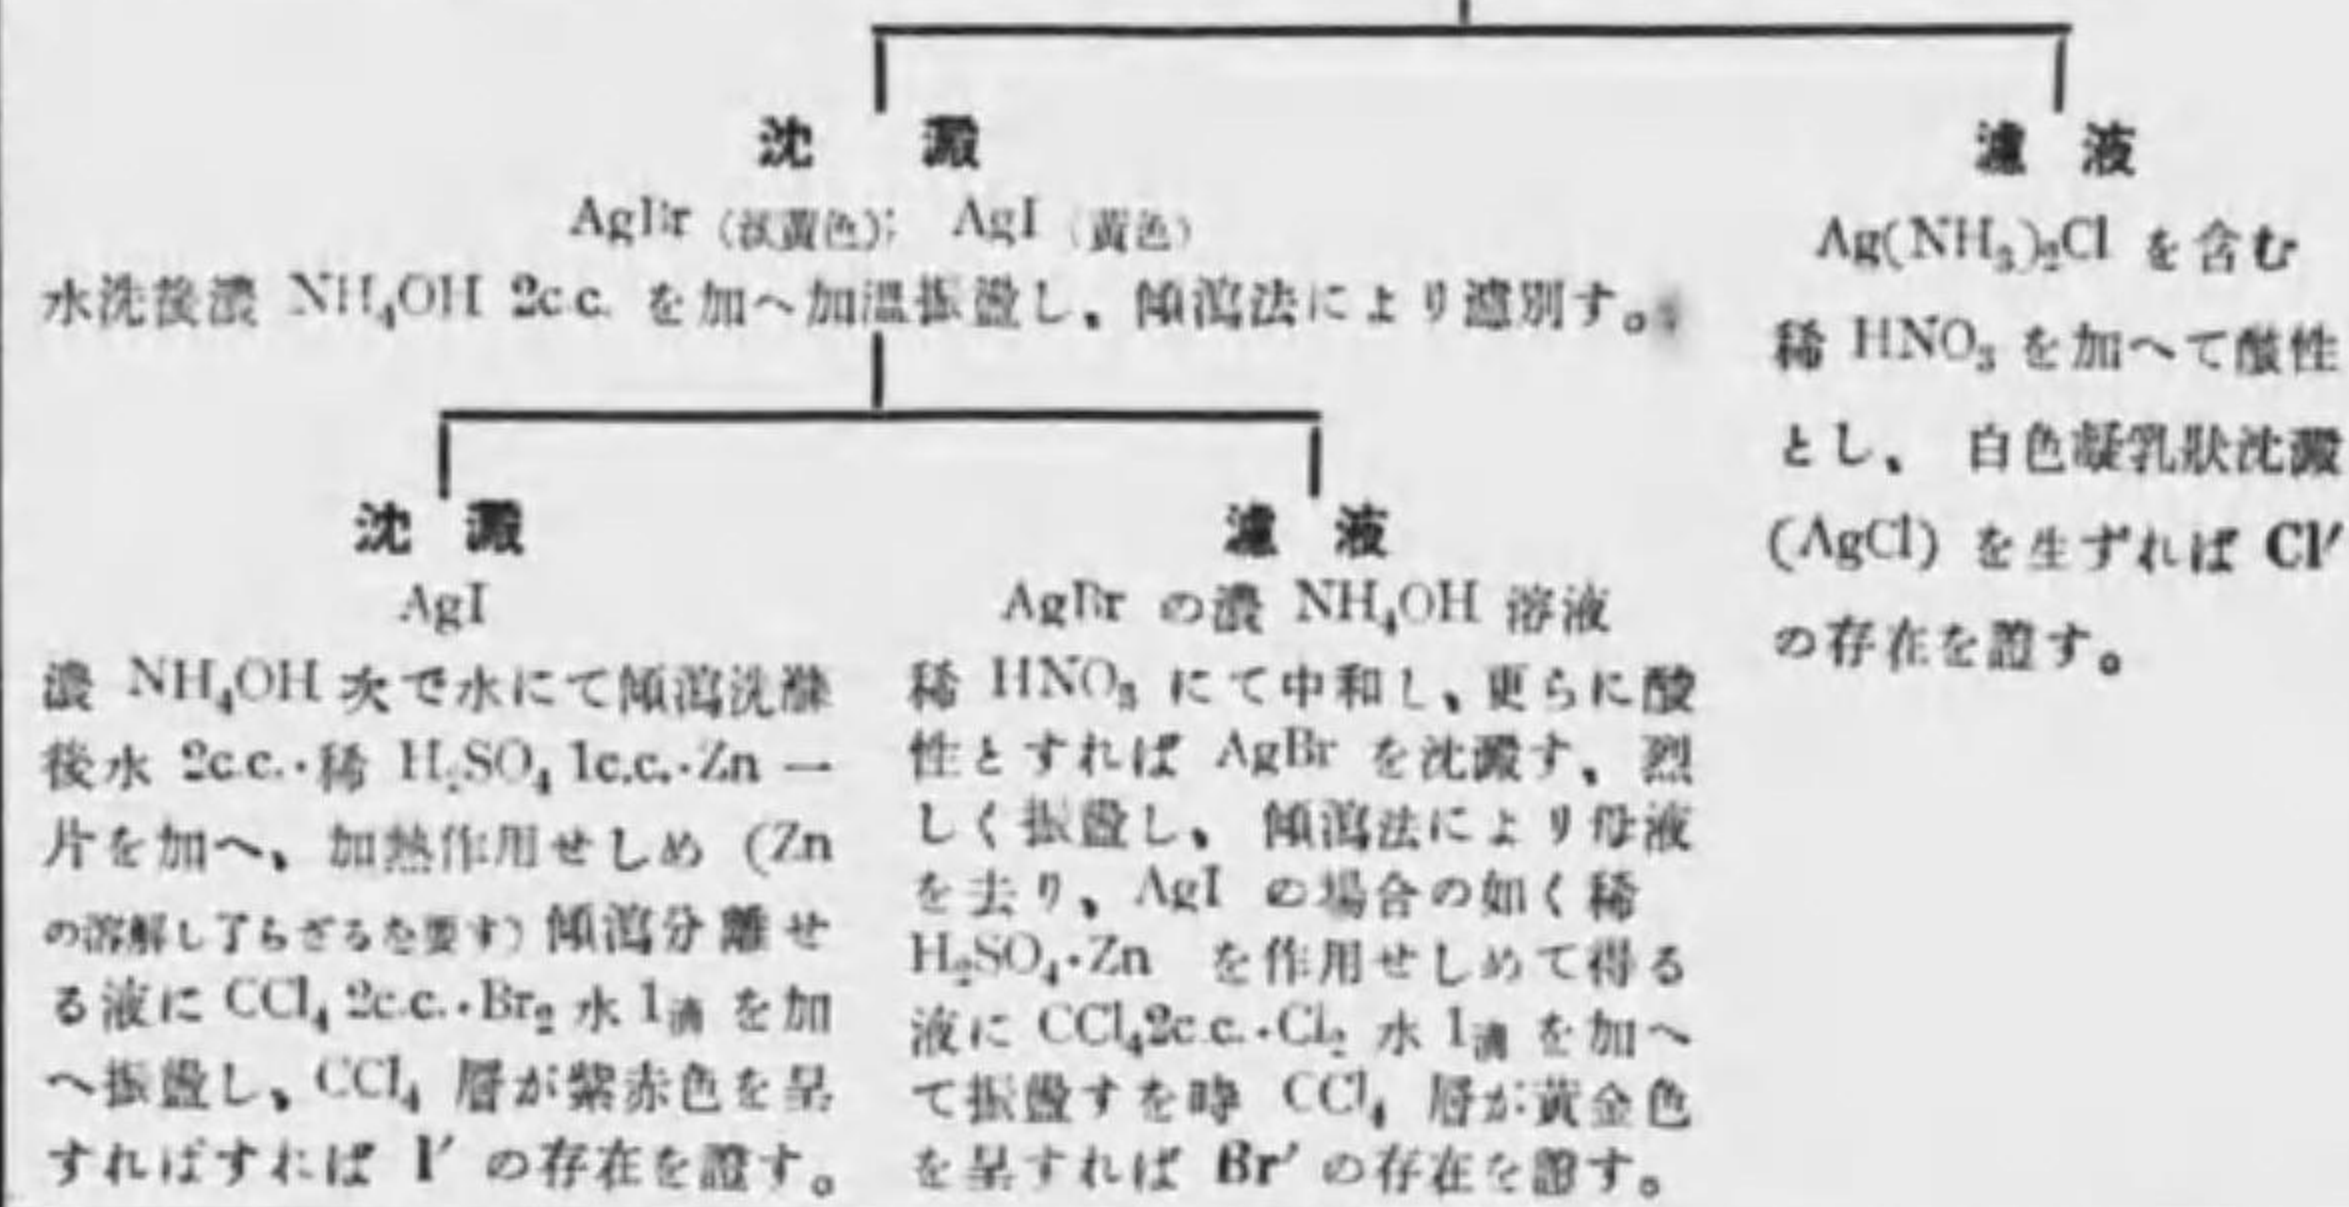 沈澱
AgBr (淡黄色); AgI (黄色)
水洗後濃 NH₄OH 2c.c. を加へ加温振盪し、傾瀉法により濾別す。
濾液
Ag(NH₃)₂Cl を含む
稀 HNO₃ を加へて酸性
とし、白色凝乳狀沈澱
(AgCl) を生ずれば Cl′
の存在を證す。
沈澱
AgI
濃 NH₄OH 次で水にて傾瀉洗滌
後水 2c.c.·稀 H₂SO₄ 1c.c.·Zn 一
片を加へ、加熱作用せしめ (Zn
の溶解し了らざるを要す) 傾瀉分離せ
る液に CCl₄ 2c.c.·Br₂ 水 1滴 を加
へ振盪し、CCl₄ 層が紫赤色を呈
すればすれば I′ の存在を證す。
濾液
AgBr の濃 NH₄OH 溶液
稀 HNO₃ にて中和し、更らに酸
性とすれば AgBr を沈澱す、烈
しく振盪し、傾瀉法により母液
を去り、AgI の場合の如く稀
H₂SO₄·Zn を作用せしめて得る
液に CCl₄2c.c.·Cl₂ 水 1滴 を加へ
て振盪すを時 CCl₄ 層が黄金色
を呈すれば Br′ の存在を證す。